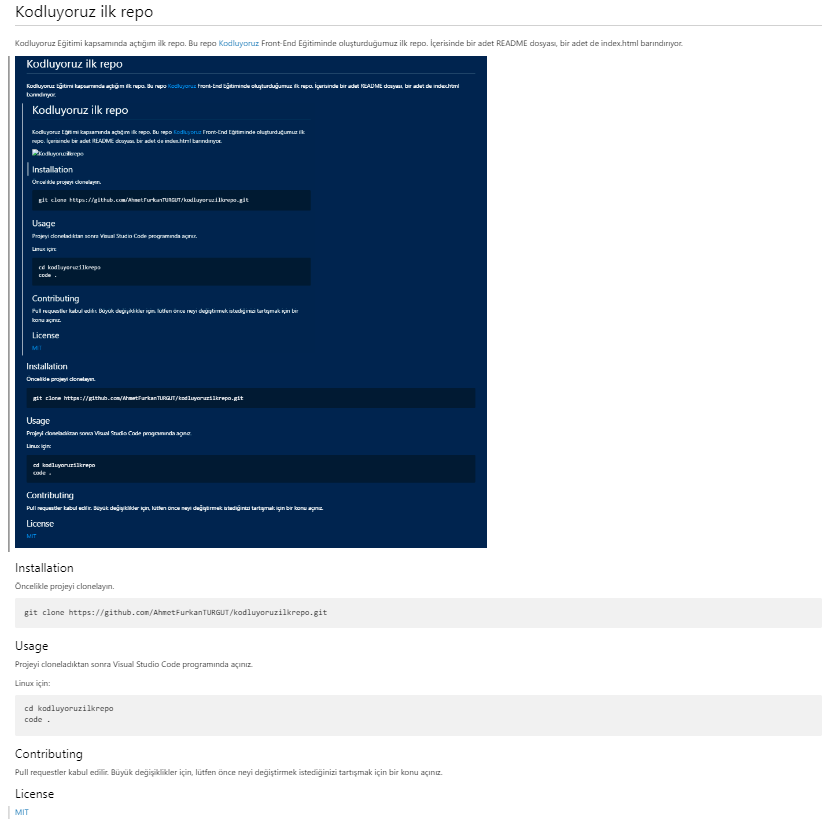 Kodluyoruz ilk repo
Kodluyoruz Eğitimi kapsamında açtığım ilk repo. Bu repo Kodluyoruz Front-End Eğitiminde oluşturduğumuz ilk repo. İçerisinde bir adet README dosyası, bir adet de index.html barındırıyor.
Kodluyoruz ilk repo
Kodluyoruz Eğitimi kapsamında açtığım ilk repo. Bu repo Kodluyoruz Front-End Eğitiminde oluşturduğumuz ilk repo. İçerisinde bir adet README dosyası, bir adet de index.html
barındırıyor.
Kodluyoruz ilk repo
Kodluyoruz Eğitimi kapsamında açtığım ilk repo. Bu repo Kodluyoruz Front-End Eğitiminde oluşturduğumuz ilk
repo. İçerisinde bir adet README dosyası, bir adet de index.html barındırıyor.
Kodluyoruzilkrepo
Installation
Öncelikle projeyi clonelayın.
git clone https://github.com/AhmetFurkanTURGUT/kodluyoruzilkrepo.git
Usage
Projeyi cloneladıktan sonra Visual Studio Code programında açınız.
Linux için:
cd kodluyoruzilkrepo
code .
Contributing
Pull requestler kabul edilir. Büyük değişiklikler için, lütfen önce neyi değiştirmek istediğinizi tartışmak için bir
konu açınız.
License
MIT
Installation
Öncelikle projeyi clonelayın.
git clone https://github.com/AhmetFurkanTURGUT/kodluyoruzilkrepo.git
Usage
Projeyi cloneladıktan sonra Visual Studio Code programında açınız.
Linux için:
cd kodluyoruzilkrepo
code .
Contributing
Pull requestler kabul edilir. Büyük değişiklikler için, lütfen önce neyi değiştirmek istediğinizi tartışmak için bir konu açınız.
License
MIT
Installation
Öncelikle projeyi clonelayın.
git clone https://github.com/AhmetFurkanTURGUT/kodluyoruzilkrepo.git
Usage
Projeyi cloneladıktan sonra Visual Studio Code programında açınız.
Linux için:
cd kodluyoruzilkrepo
code .
Contributing
Pull requestler kabul edilir. Büyük değişiklikler için, lütfen önce neyi değiştirmek istediğinizi tartışmak için bir konu açınız.
License
MIT